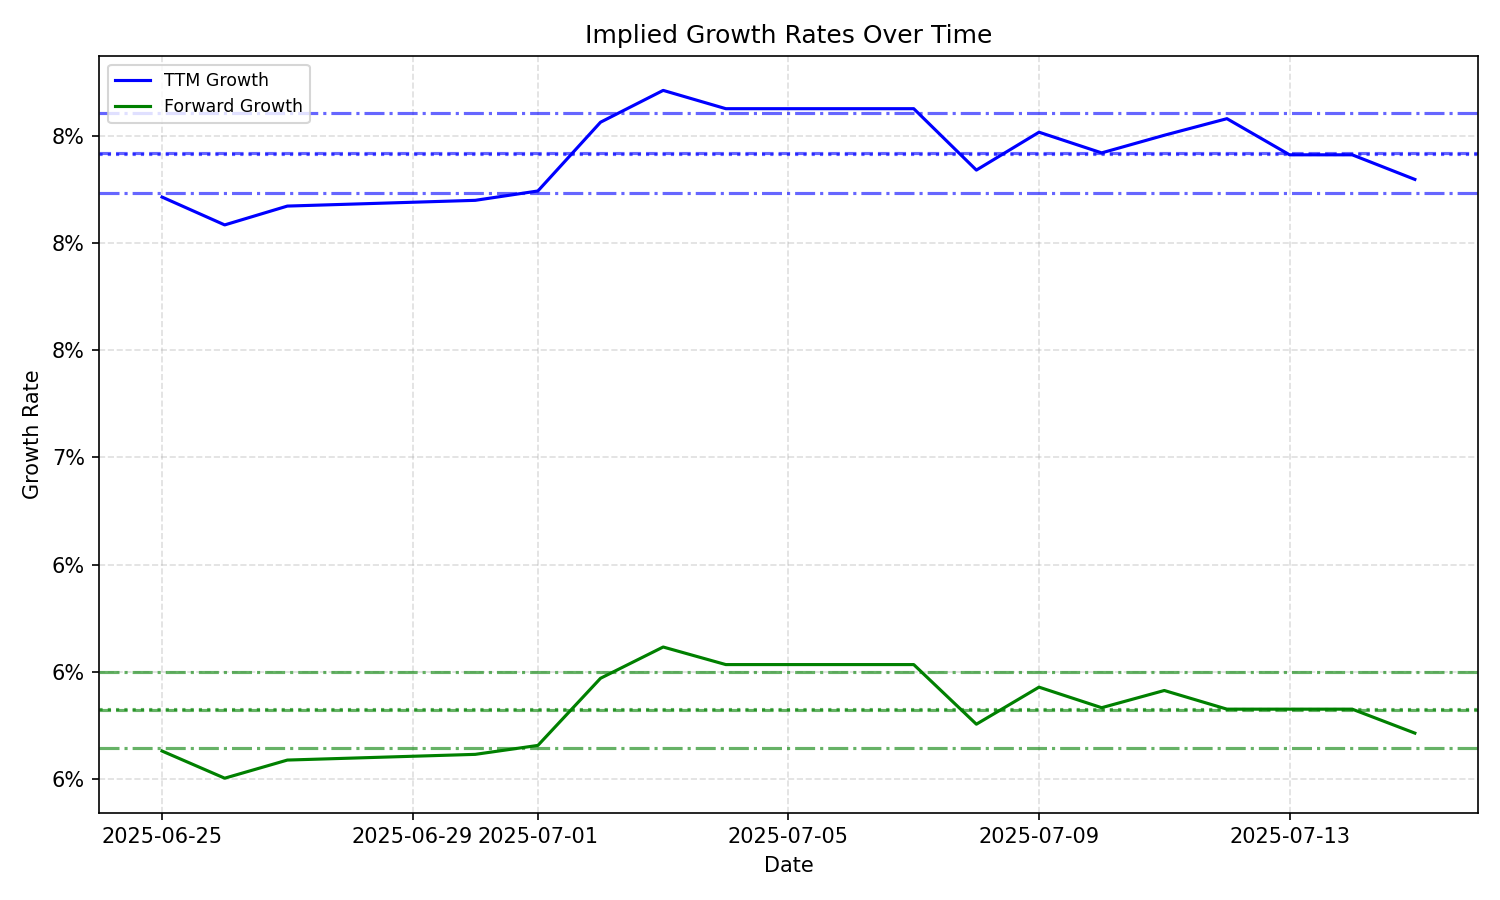 Implied Growth Rates Over Time
TTM Growth
Forward Growth
8%
8%
8%
7%
6%
6%
6%
Growth Rate
2025-06-25
2025-06-29
2025-07-01
2025-07-05
2025-07-09
2025-07-13
Date